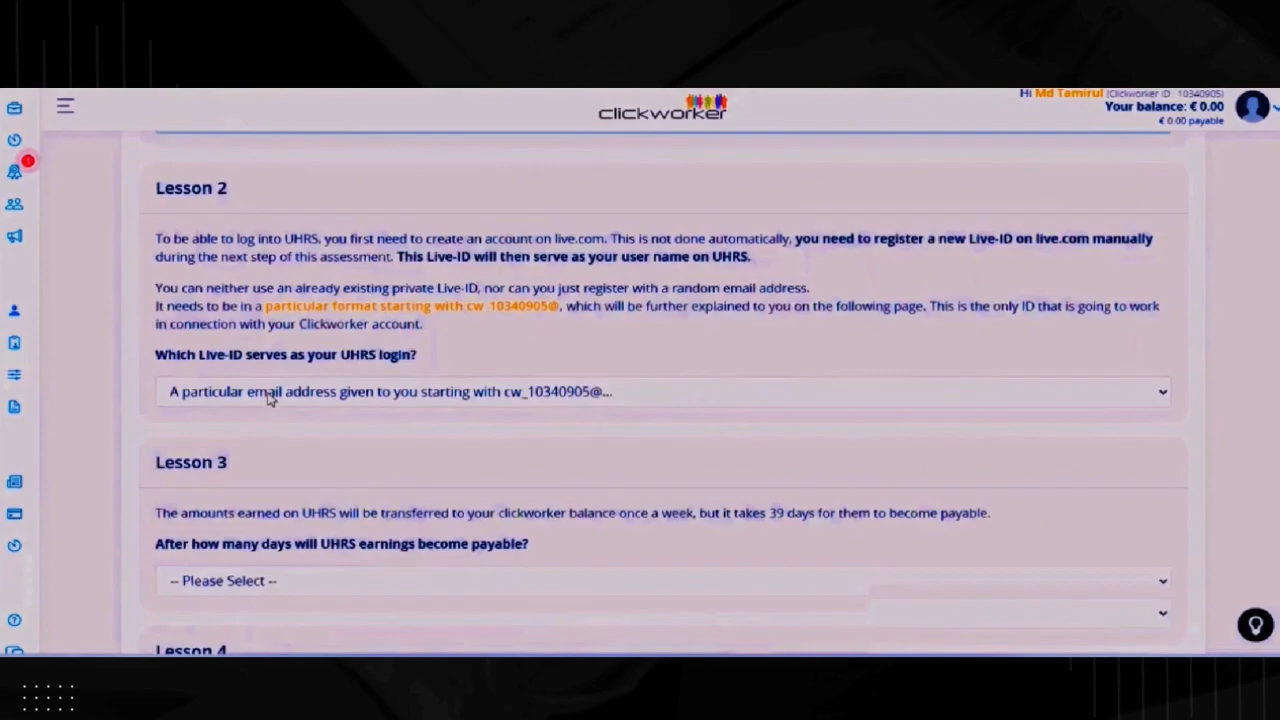 clickworker
Hi Md Tamirul (Clickworker ID : 10340905)
Your balance: € 0.00
€ 0.00 payable
Lesson 2
To be able to log into UHRS, you first need to create an account on live.com. This is not done automatically, you need to register a new Live-ID on live.com manually
during the next step of this assessment. This Live-ID will then serve as your user name on UHRS.
You can neither use an already existing private Live-ID, nor can you just register with a random email address.
It needs to be in a particular format starting with cw_10340905@, which will be further explained to you on the following page. This is the only ID that is going to work
in connection with your Clickworker account.
Which Live-ID serves as your UHRS login?
A particular email address given to you starting with cw_10340905@...
Lesson 3
The amounts earned on UHRS will be transferred to your clickworker balance once a week, but it takes 39 days for them to become payable.
After how many days will UHRS earnings become payable?
-- Please Select --
Lesson 4